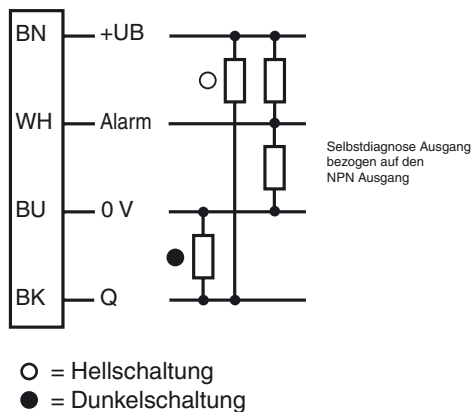 BN +UB
WH Alarm
Selbstdiagnose Ausgang
bezogen auf den
NPN Ausgang
BU 0 V
BK Q
= Hellschaltung
= Dunkelschaltung